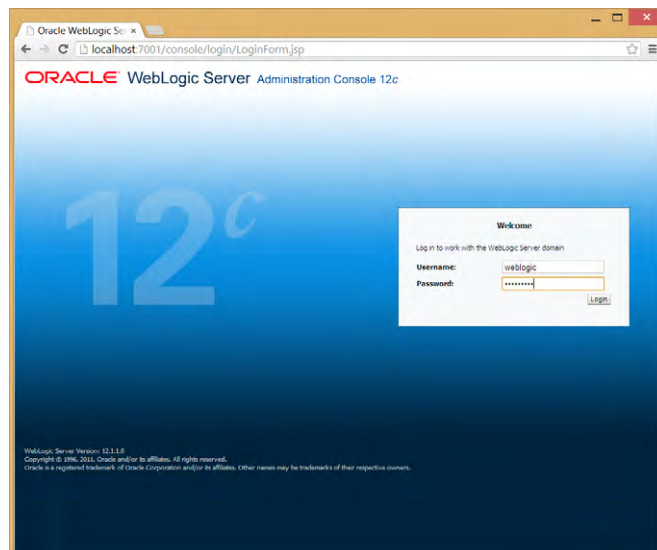 Oracle WebLogic Se
localhost:7001/console/login/LoginForm.jsp
ORACLE WebLogic Server Administration Console 12c
12c
Welcome
Log in to work with the WebLogic Server domain
Username: weblogic
Password: •••••••••
Login
WebLogic Server Version: 12.1.1.0
Copyright © 1996, 2011, Oracle and/or its affiliates. All rights reserved.
Oracle is a registered trademark of Oracle Corporation and/or its affiliates. Other names may be trademarks of their respective owners.